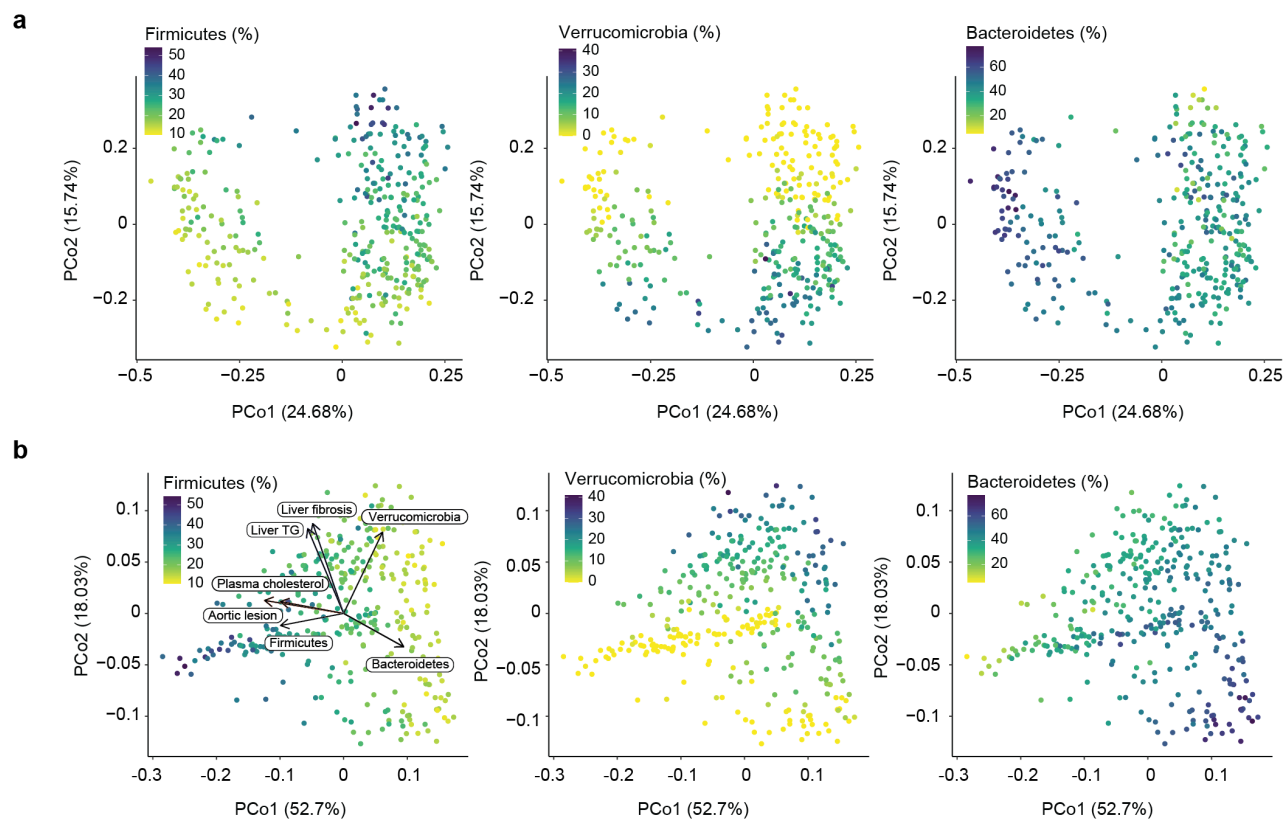 a
Firmicutes (%)
50
40
30
20
10
PCo2 (15.74%)
0.2
0
−0.2
−0.5
−0.25
0
0.25
PCo1 (24.68%)
Verrucomicrobia (%)
40
30
20
10
0
PCo2 (15.74%)
0.2
0
−0.2
−0.5
−0.25
0
0.25
PCo1 (24.68%)
Bacteroidetes (%)
60
40
20
PCo2 (15.74%)
0.2
0
−0.2
−0.5
−0.25
0
0.25
PCo1 (24.68%)
b
Firmicutes (%)
50
40
30
20
10
Liver fibrosis
Liver TG
Verrucomicrobia
Plasma cholesterol
Aortic lesion
Firmicutes
Bacteroidetes
PCo2 (18.03%)
0.1
0.05
0
−0.05
−0.1
-0.3
-0.2
-0.1
0
0.1
PCo1 (52.7%)
Verrucomicrobia (%)
40
30
20
10
0
PCo2 (18.03%)
0.1
0.05
0
−0.05
−0.1
-0.3
-0.2
-0.1
0
0.1
PCo1 (52.7%)
Bacteroidetes (%)
60
40
20
PCo2 (18.03%)
0.1
0.05
0
−0.05
−0.1
-0.3
-0.2
-0.1
0
0.1
PCo1 (52.7%)